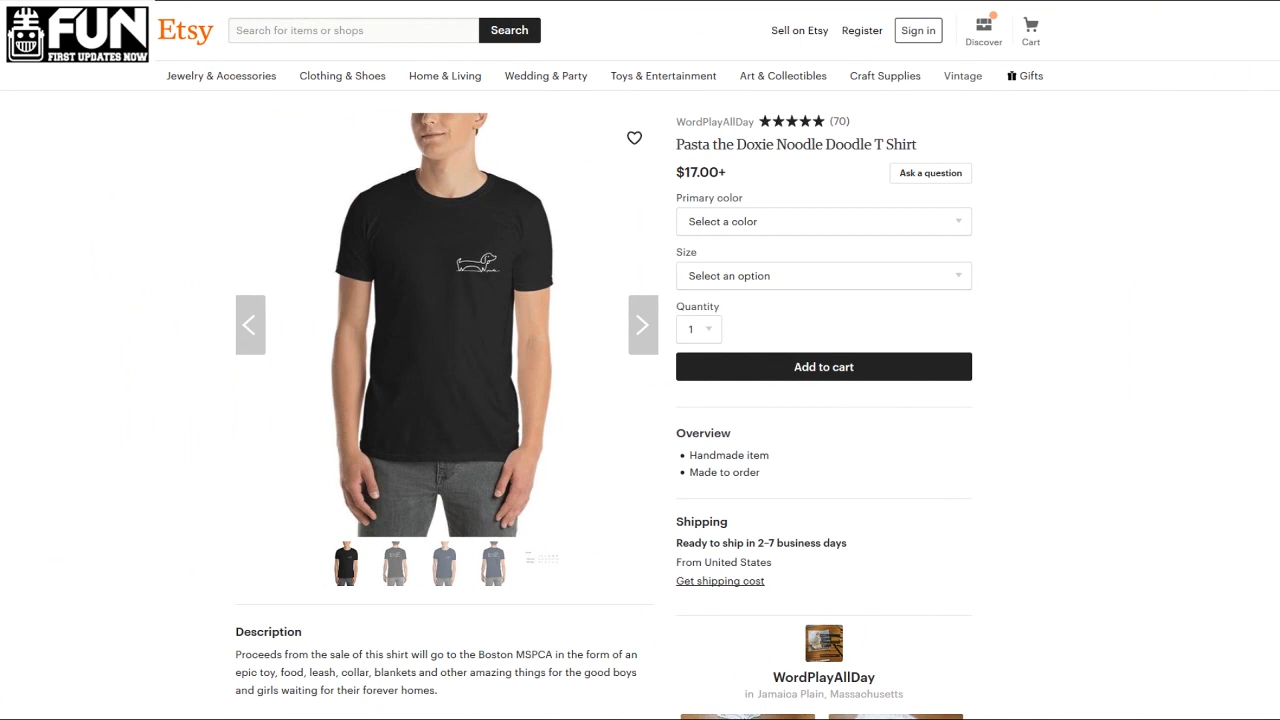 FUN
FIRST UPDATES NOW
Etsy
Search for items or shops
Search
Sell on Etsy
Register
Sign in
Discover
Cart
Jewelry & Accessories
Clothing & Shoes
Home & Living
Wedding & Party
Toys & Entertainment
Art & Collectibles
Craft Supplies
Vintage
Gifts
WordPlayAllDay ★★★★★ (70)
Pasta the Doxie Noodle Doodle T Shirt
$17.00+
Ask a question
Primary color
Select a color
Size
Select an option
Quantity
1
Add to cart
Overview
• Handmade item
• Made to order
Shipping
Ready to ship in 2–7 business days
From United States
Get shipping cost
WordPlayAllDay
in Jamaica Plain, Massachusetts
Description
Proceeds from the sale of this shirt will go to the Boston MSPCA in the form of an
epic toy, food, leash, collar, blankets and other amazing things for the good boys
and girls waiting for their forever homes.